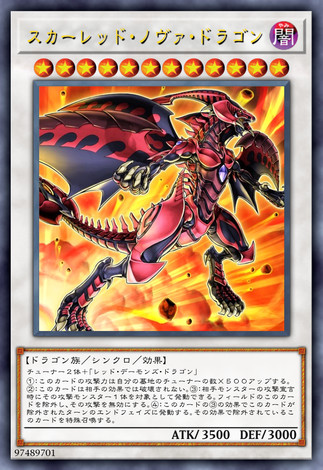 スカーレッド・ノヴァ・ドラゴン
やみ
闇
【ドラゴン族／シンクロ／効果】
チューナー2体+「レッド・デーモンズ・ドラゴン」
①:このカードの攻撃力は自分の墓地のチューナーの数×500アップする。
②:このカードは相手の効果では破壊されない。③:相手モンスターの攻撃宣言
時にその攻撃モンスター1体を対象として発動できる。フィールドのこのカード
を除外し、その攻撃を無効にする。④:このカードの③の効果でこのカードが
除外されたターンのエンドフェイズに発動する。その効果で除外されているこ
のカードを特殊召喚する。
ATK/3500 DEF/3000
97489701